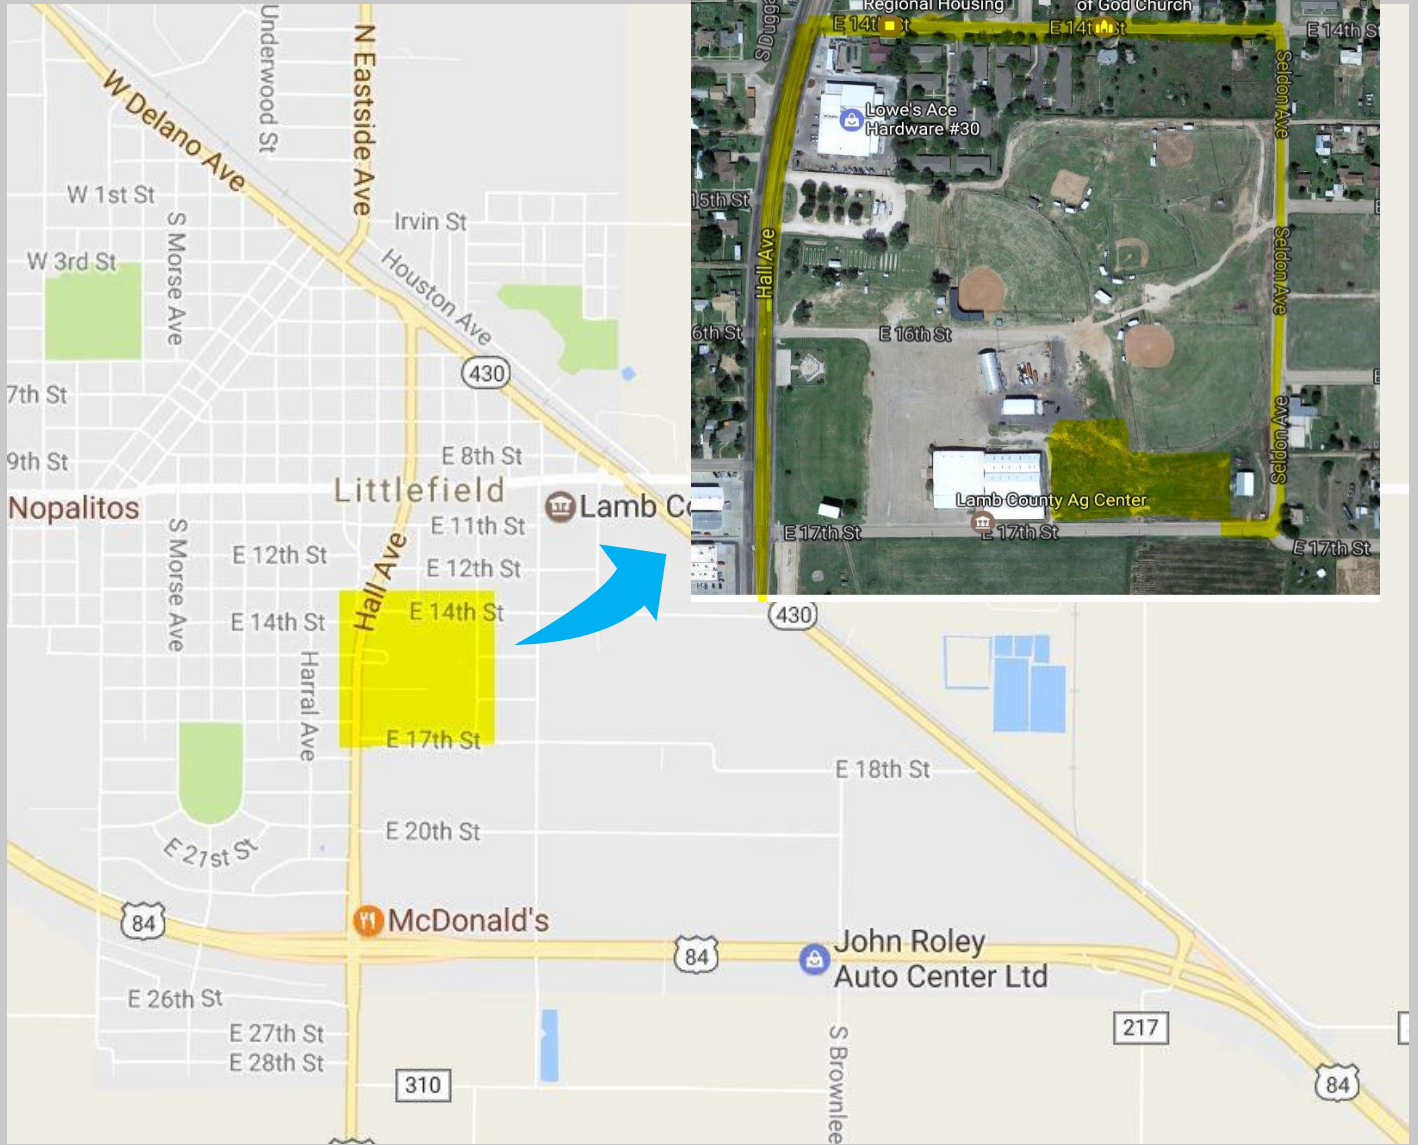 Underwood St
N Eastside Ave
W Delano Ave
W 1st St
S Morse Ave
Irvin St
W 3rd St
Houston Ave
430
7th St
E 8th St
9th St
Littlefield
Nopalitos
Lamb Co
E 11th St
S Morse Ave
E 12th St
Hall Ave
E 12th St
E 14th St
E 14th St
430
Harral Ave
E 17th St
E 18th St
E 20th St
E 21st St
84
McDonald's
84
John Roley
Auto Center Ltd
E 26th St
217
E 27th St
S Brownlee
E 28th St
310
84
Regional Housing
of God Church
S Dugga
E 14th St
E 14th St
E 14th St
Seldon Ave
Lowe's Ace
Hardware #30
15th St
Hall Ave
Seldon Ave
6th St
E 16th St
Seldon Ave
Lamb County Ag Center
E 17th St
E 17th St
E 17th St